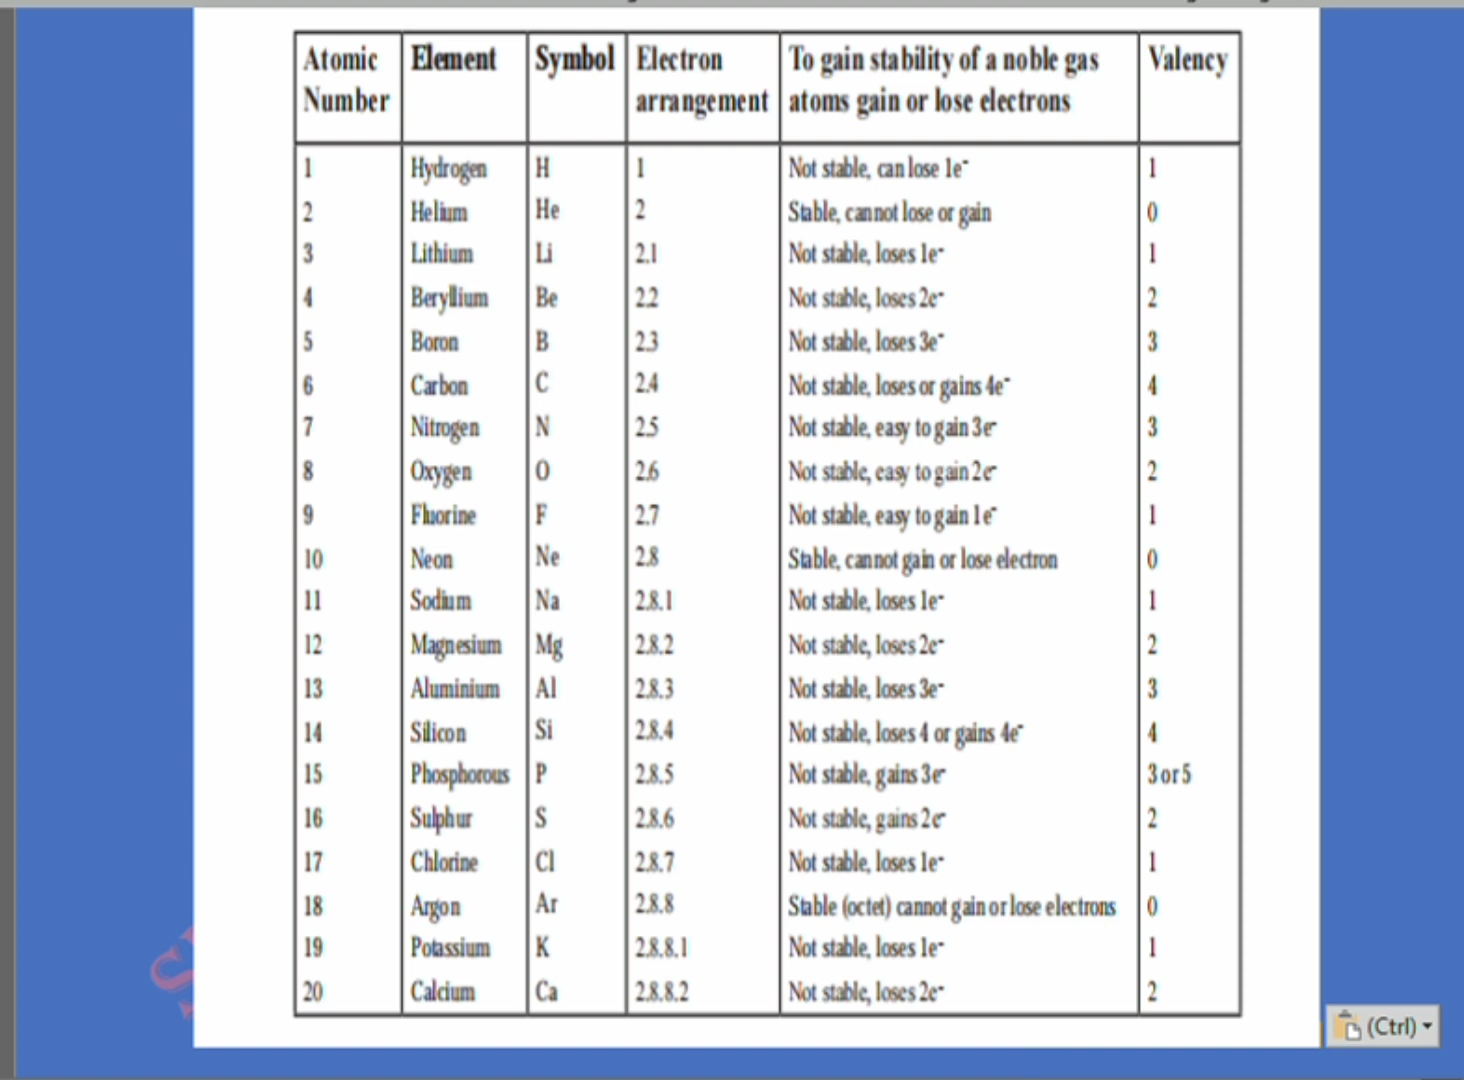 Atomic Number Element Symbol Electron arrangement To gain stability of a noble gas atoms gain or lose electrons Valency
1 Hydrogen H 1 Not stable, can lose 1e⁻ 1
2 Helium He 2 Stable, cannot lose or gain 0
3 Lithium Li 2.1 Not stable, loses 1e⁻ 1
4 Beryllium Be 2.2 Not stable, loses 2e⁻ 2
5 Boron B 2.3 Not stable, loses 3e⁻ 3
6 Carbon C 2.4 Not stable, loses or gains 4e⁻ 4
7 Nitrogen N 2.5 Not stable, easy to gain 3e⁻ 3
8 Oxygen O 2.6 Not stable, easy to gain 2e⁻ 2
9 Fluorine F 2.7 Not stable, easy to gain 1e⁻ 1
10 Neon Ne 2.8 Stable, cannot gain or lose electron 0
11 Sodium Na 2.8.1 Not stable, loses 1e⁻ 1
12 Magnesium Mg 2.8.2 Not stable, loses 2e⁻ 2
13 Aluminium Al 2.8.3 Not stable, loses 3e⁻ 3
14 Silicon Si 2.8.4 Not stable, loses 4 or gains 4e⁻ 4
15 Phosphorous P 2.8.5 Not stable, gains 3e⁻ 3 or 5
16 Sulphur S 2.8.6 Not stable, gains 2e⁻ 2
17 Chlorine Cl 2.8.7 Not stable, loses 1e⁻ 1
18 Argon Ar 2.8.8 Stable (octet) cannot gain or lose electrons 0
19 Potassium K 2.8.8.1 Not stable, loses 1e⁻ 1
20 Calcium Ca 2.8.8.2 Not stable, loses 2e⁻ 2
(Ctrl)